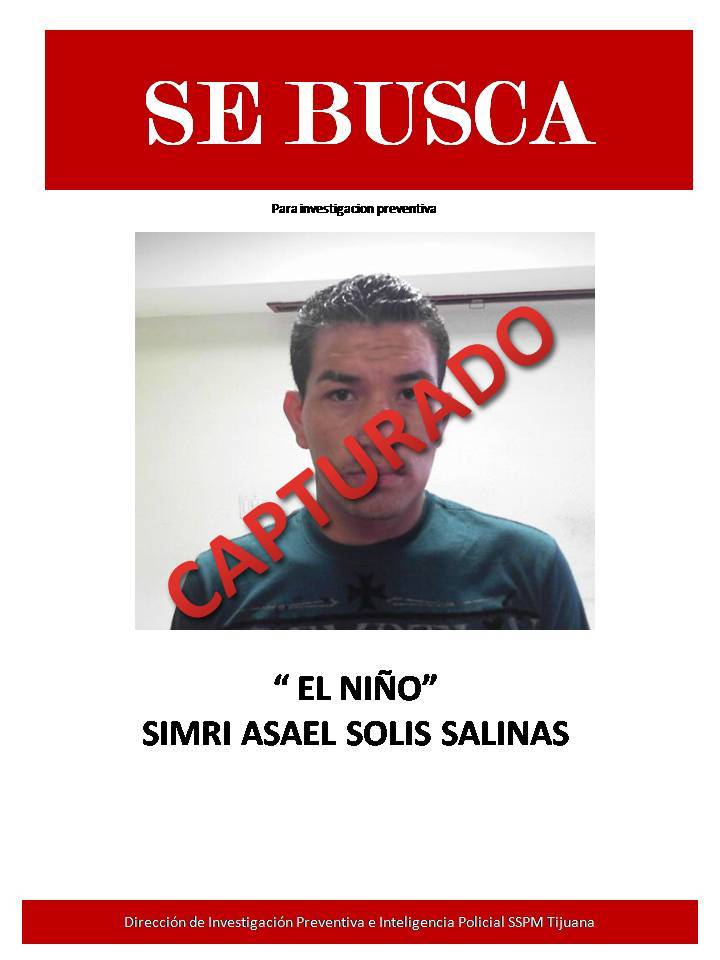 SE BUSCA
Para investigacion preventiva
CAPTURADO
“ EL NIÑO”
SIMRI ASAEL SOLIS SALINAS
Dirección de Investigación Preventiva e Inteligencia Policial SSPM Tijuana